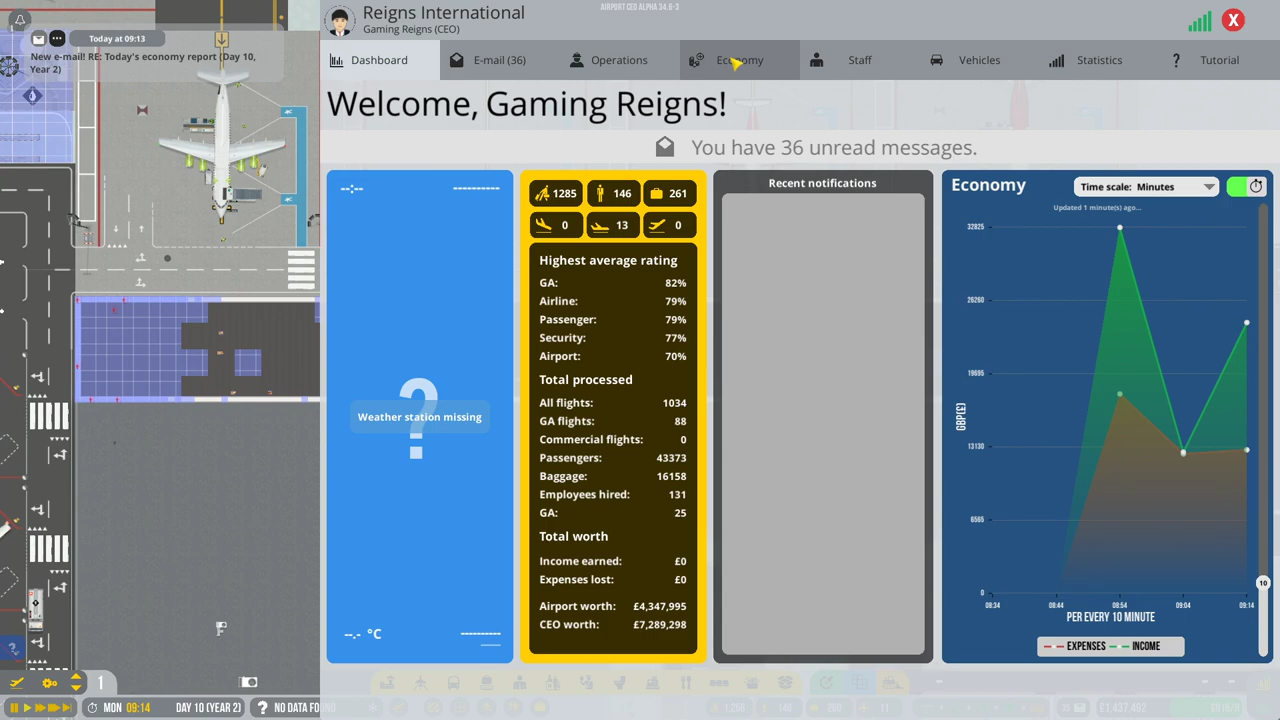 AIRPORT CEO ALPHA 34.6-3
Reigns International
Gaming Reigns (CEO)
X
Today at 09:13
New e-mail! RE: Today's economy report (Day 10,
Year 2)
Dashboard
E-mail (36)
Operations
Economy
Staff
Vehicles
Statistics
? Tutorial
Welcome, Gaming Reigns!
You have 36 unread messages.
--:--
----------
?
Weather station missing
--.- °C
----------
1285
146
261
0
13
0
Highest average rating
GA: 82%
Airline: 79%
Passenger: 79%
Security: 77%
Airport: 70%
Total processed
All flights: 1034
GA flights: 88
Commercial flights: 0
Passengers: 43373
Baggage: 16158
Employees hired: 131
GA: 25
Total worth
Income earned: £0
Expenses lost: £0
Airport worth: £4,347,995
CEO worth: £7,289,298
Recent notifications
Economy
Time scale: Minutes
Updated 1 minute(s) ago...
GBP(£)
32825
26260
19695
13130
6565
0
08:34
08:44
08:54
09:04
09:14
PER EVERY 10 MINUTE
EXPENSES
INCOME
10
1
MON 09:14
DAY 10 (YEAR 2)
? NO DATA FO
£1,437,492